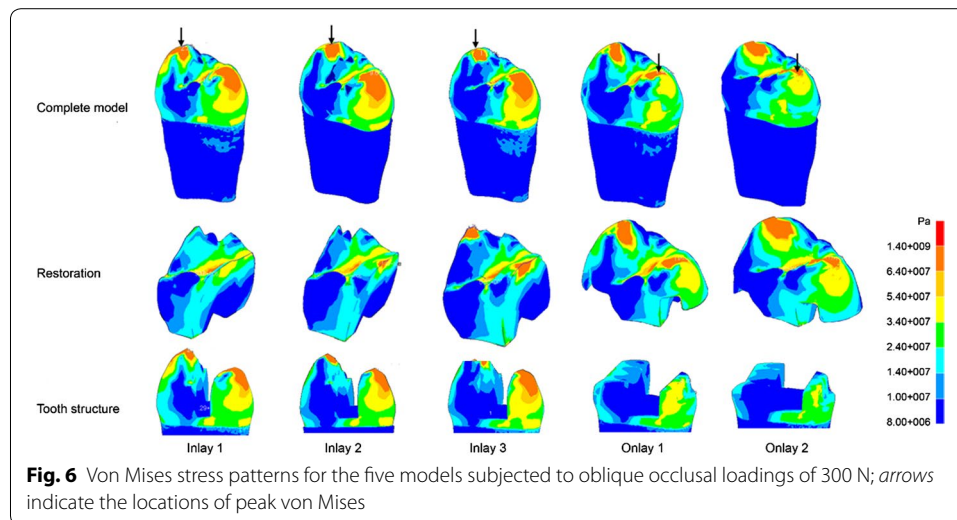 Complete model
Restoration
Tooth structure
29
Inlay 1
Inlay 2
Inlay 3
Onlay 1
Onlay 2
Pa
1.40+009
6.40+007
5.40+007
3.40+007
2.40+007
1.40+007
1.00+007
8.00+006
Fig. 6 Von Mises stress patterns for the five models subjected to oblique occlusal loadings of 300 N; arrows
indicate the locations of peak von Mises